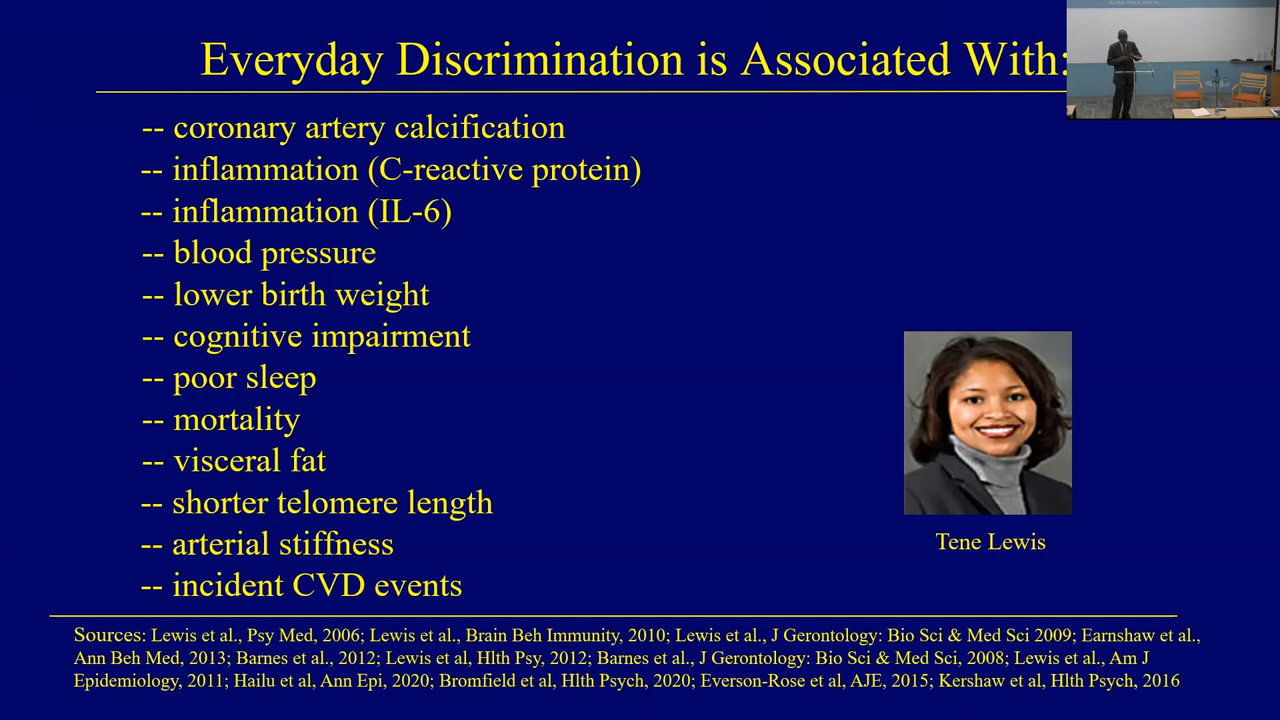 Everyday Discrimination is Associated With:
-- coronary artery calcification
-- inflammation (C-reactive protein)
-- inflammation (IL-6)
-- blood pressure
-- lower birth weight
-- cognitive impairment
-- poor sleep
-- mortality
-- visceral fat
-- shorter telomere length
-- arterial stiffness
-- incident CVD events
Tene Lewis
Sources: Lewis et al., Psy Med, 2006; Lewis et al., Brain Beh Immunity, 2010; Lewis et al., J Gerontology: Bio Sci & Med Sci 2009; Earnshaw et al.,
Ann Beh Med, 2013; Barnes et al., 2012; Lewis et al, Hlth Psy, 2012; Barnes et al., J Gerontology: Bio Sci & Med Sci, 2008; Lewis et al., Am J
Epidemiology, 2011; Hailu et al, Ann Epi, 2020; Bromfield et al, Hlth Psych, 2020; Everson-Rose et al, AJE, 2015; Kershaw et al, Hlth Psych, 2016